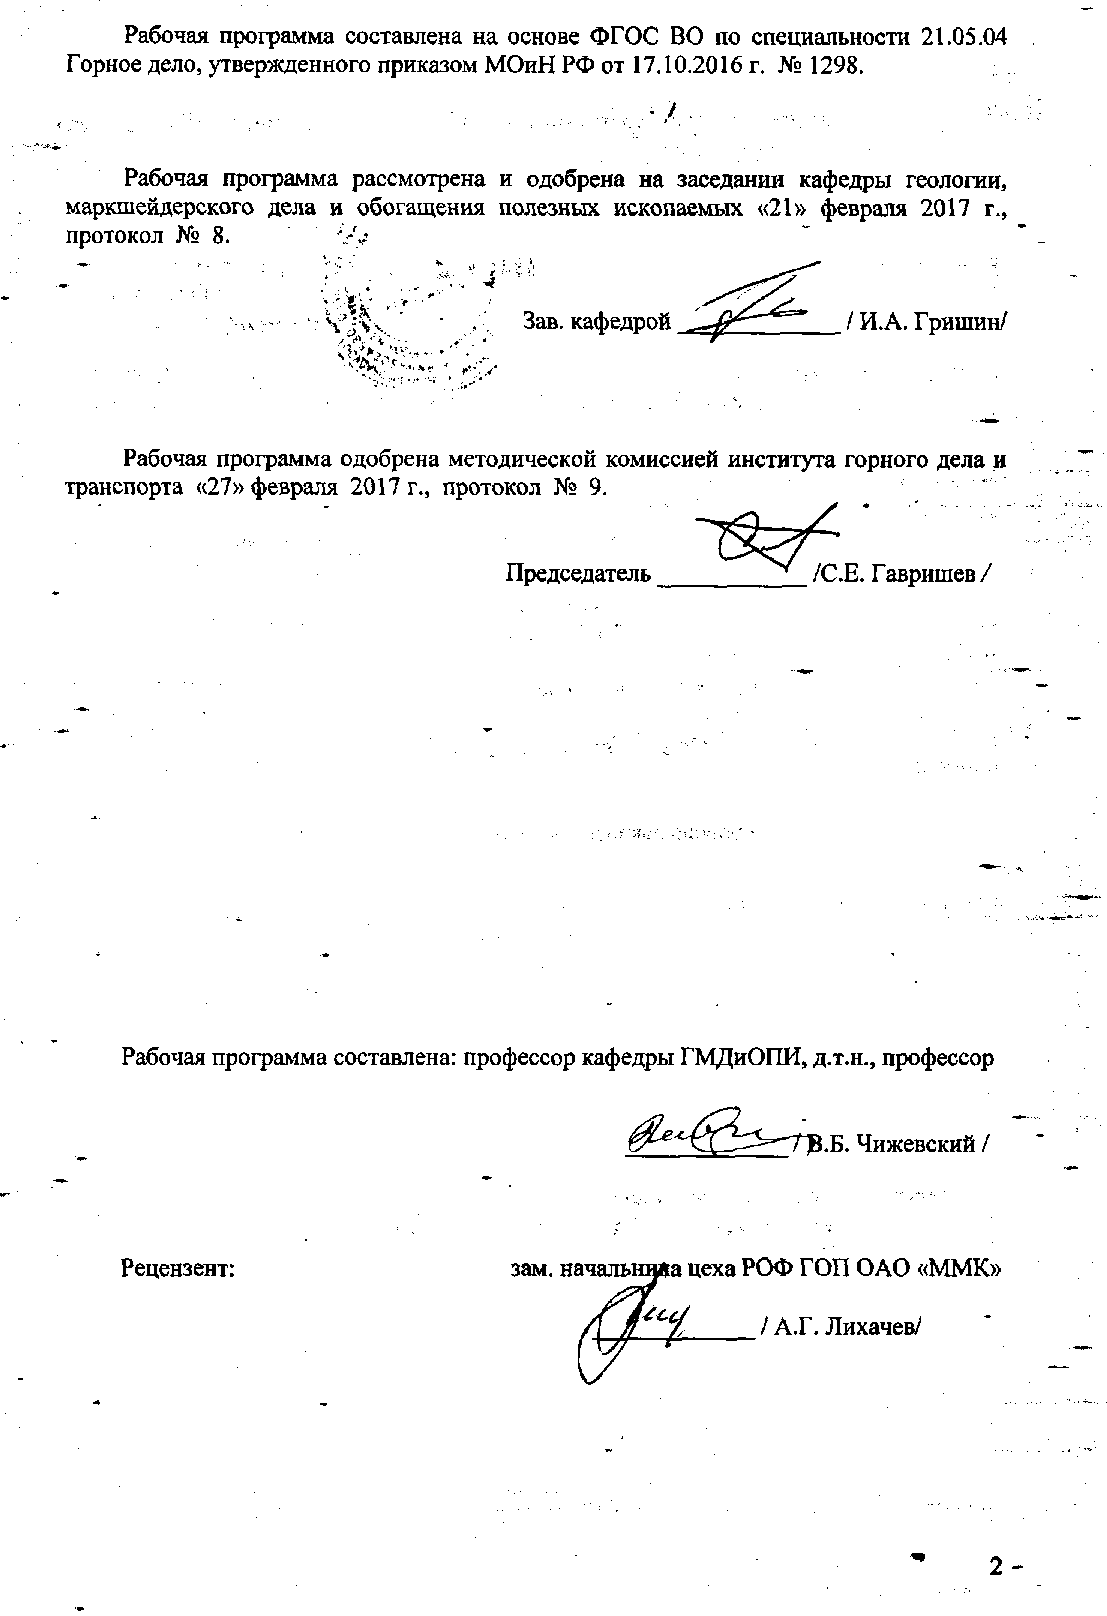 Рабочая программа составлена на основе ФГОС ВО по специальности 21.05.04
Горное дело, утвержденного приказом МОиН РФ от 17.10.2016 г. № 1298.
Рабочая программа рассмотрена и одобрена на заседании кафедры геологии,
маркшейдерского дела и обогащения полезных ископаемых «21» февраля 2017 г.,
протокол № 8.
Зав. кафедрой ____________ / И.А. Гришин/
Рабочая программа одобрена методической комиссией института горного дела и
транспорта «27» февраля 2017 г., протокол № 9.
Председатель ___________ /С.Е. Гавришев /
Рабочая программа составлена: профессор кафедры ГМДиОПИ, д.т.н., профессор
____________ / В.Б. Чижевский /
Рецензент: зам. начальника цеха РОФ ГОП ОАО «ММК»
____________ / А.Г. Лихачев/
2 -